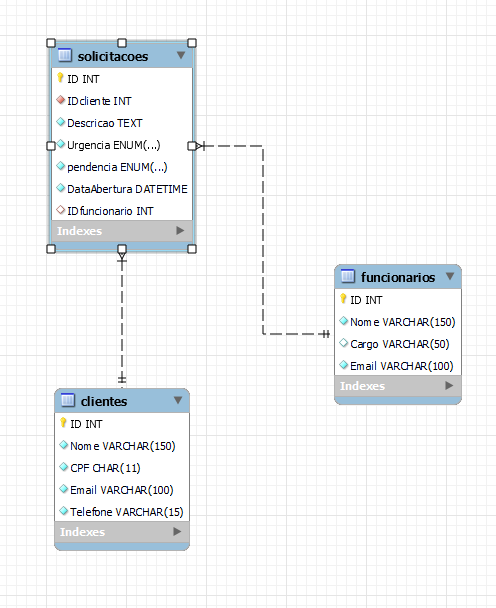 solicitacoes
ID INT
IDcliente INT
Descricao TEXT
Urgencia ENUM(...)
pendencia ENUM(...)
DataAbertura DATETIME
IDfuncionario INT
Indexes
funcionarios
ID INT
Nome VARCHAR(150)
Cargo VARCHAR(50)
Email VARCHAR(100)
Indexes
clientes
ID INT
Nome VARCHAR(150)
CPF CHAR(11)
Email VARCHAR(100)
Telefone VARCHAR(15)
Indexes